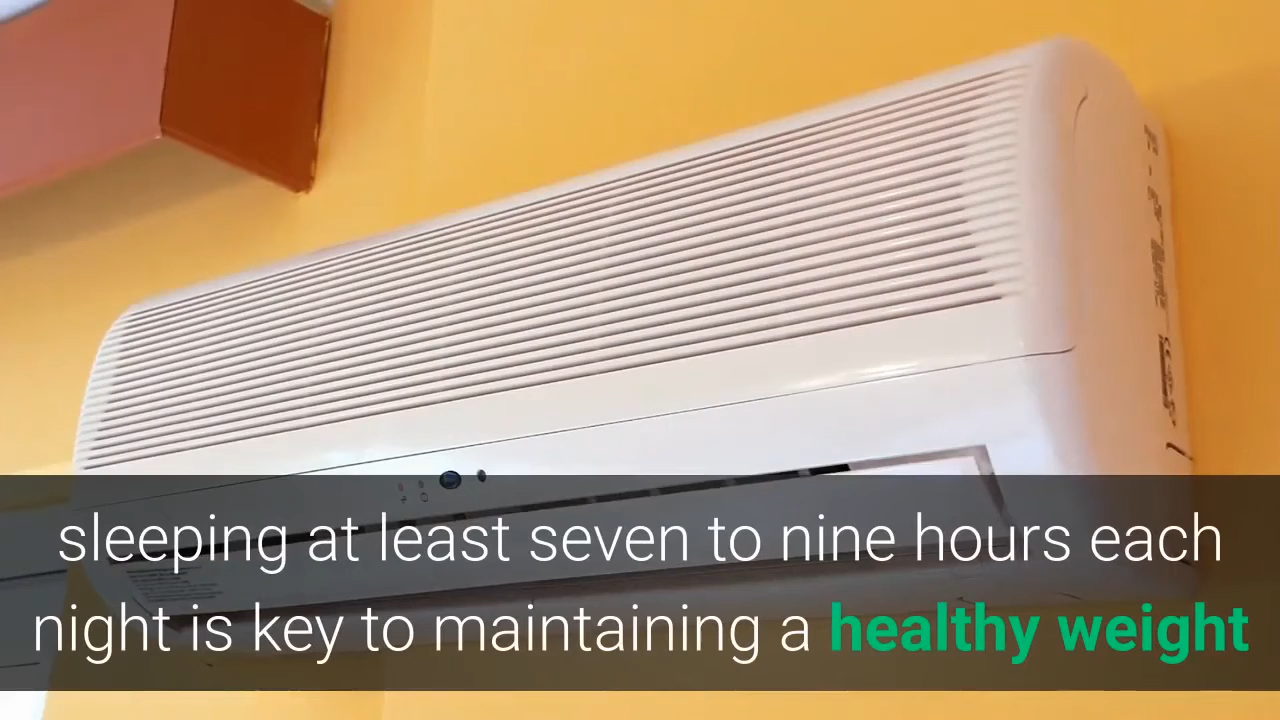 sleeping at least seven to nine hours each
night is key to maintaining a healthy weight